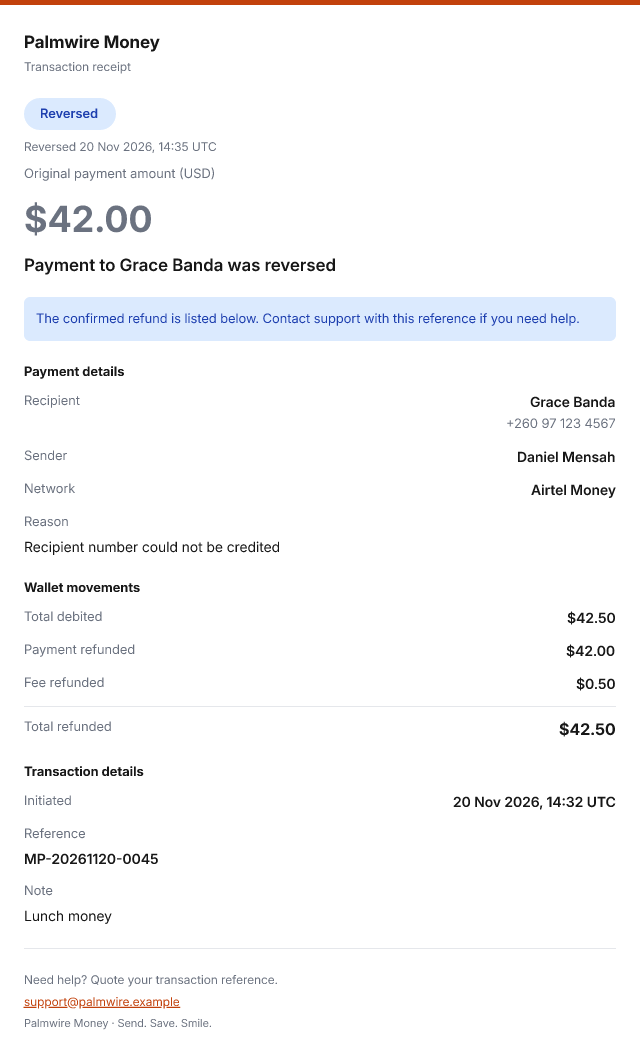 Palmwire Money
Transaction receipt
Reversed
Reversed 20 Nov 2026, 14:35 UTC
Original payment amount (USD)
$42.00
Payment to Grace Banda was reversed
The confirmed refund is listed below. Contact support with this reference if you need help.
Payment details
Recipient
Grace Banda
+260 97 123 4567
Sender
Daniel Mensah
Network
Airtel Money
Reason
Recipient number could not be credited
Wallet movements
Total debited
$42.50
Payment refunded
$42.00
Fee refunded
$0.50
Total refunded
$42.50
Transaction details
Initiated
20 Nov 2026, 14:32 UTC
Reference
MP-20261120-0045
Note
Lunch money
Need help? Quote your transaction reference.
support@palmwire.example
Palmwire Money · Send. Save. Smile.